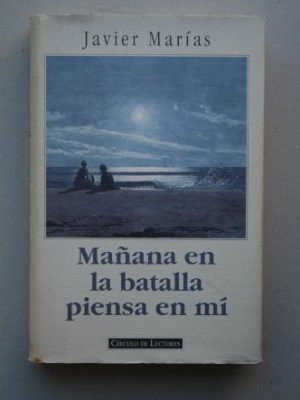 Javier Marías
Mañana en
la batalla
piensa en mí
CÍRCULO DE LECTORES